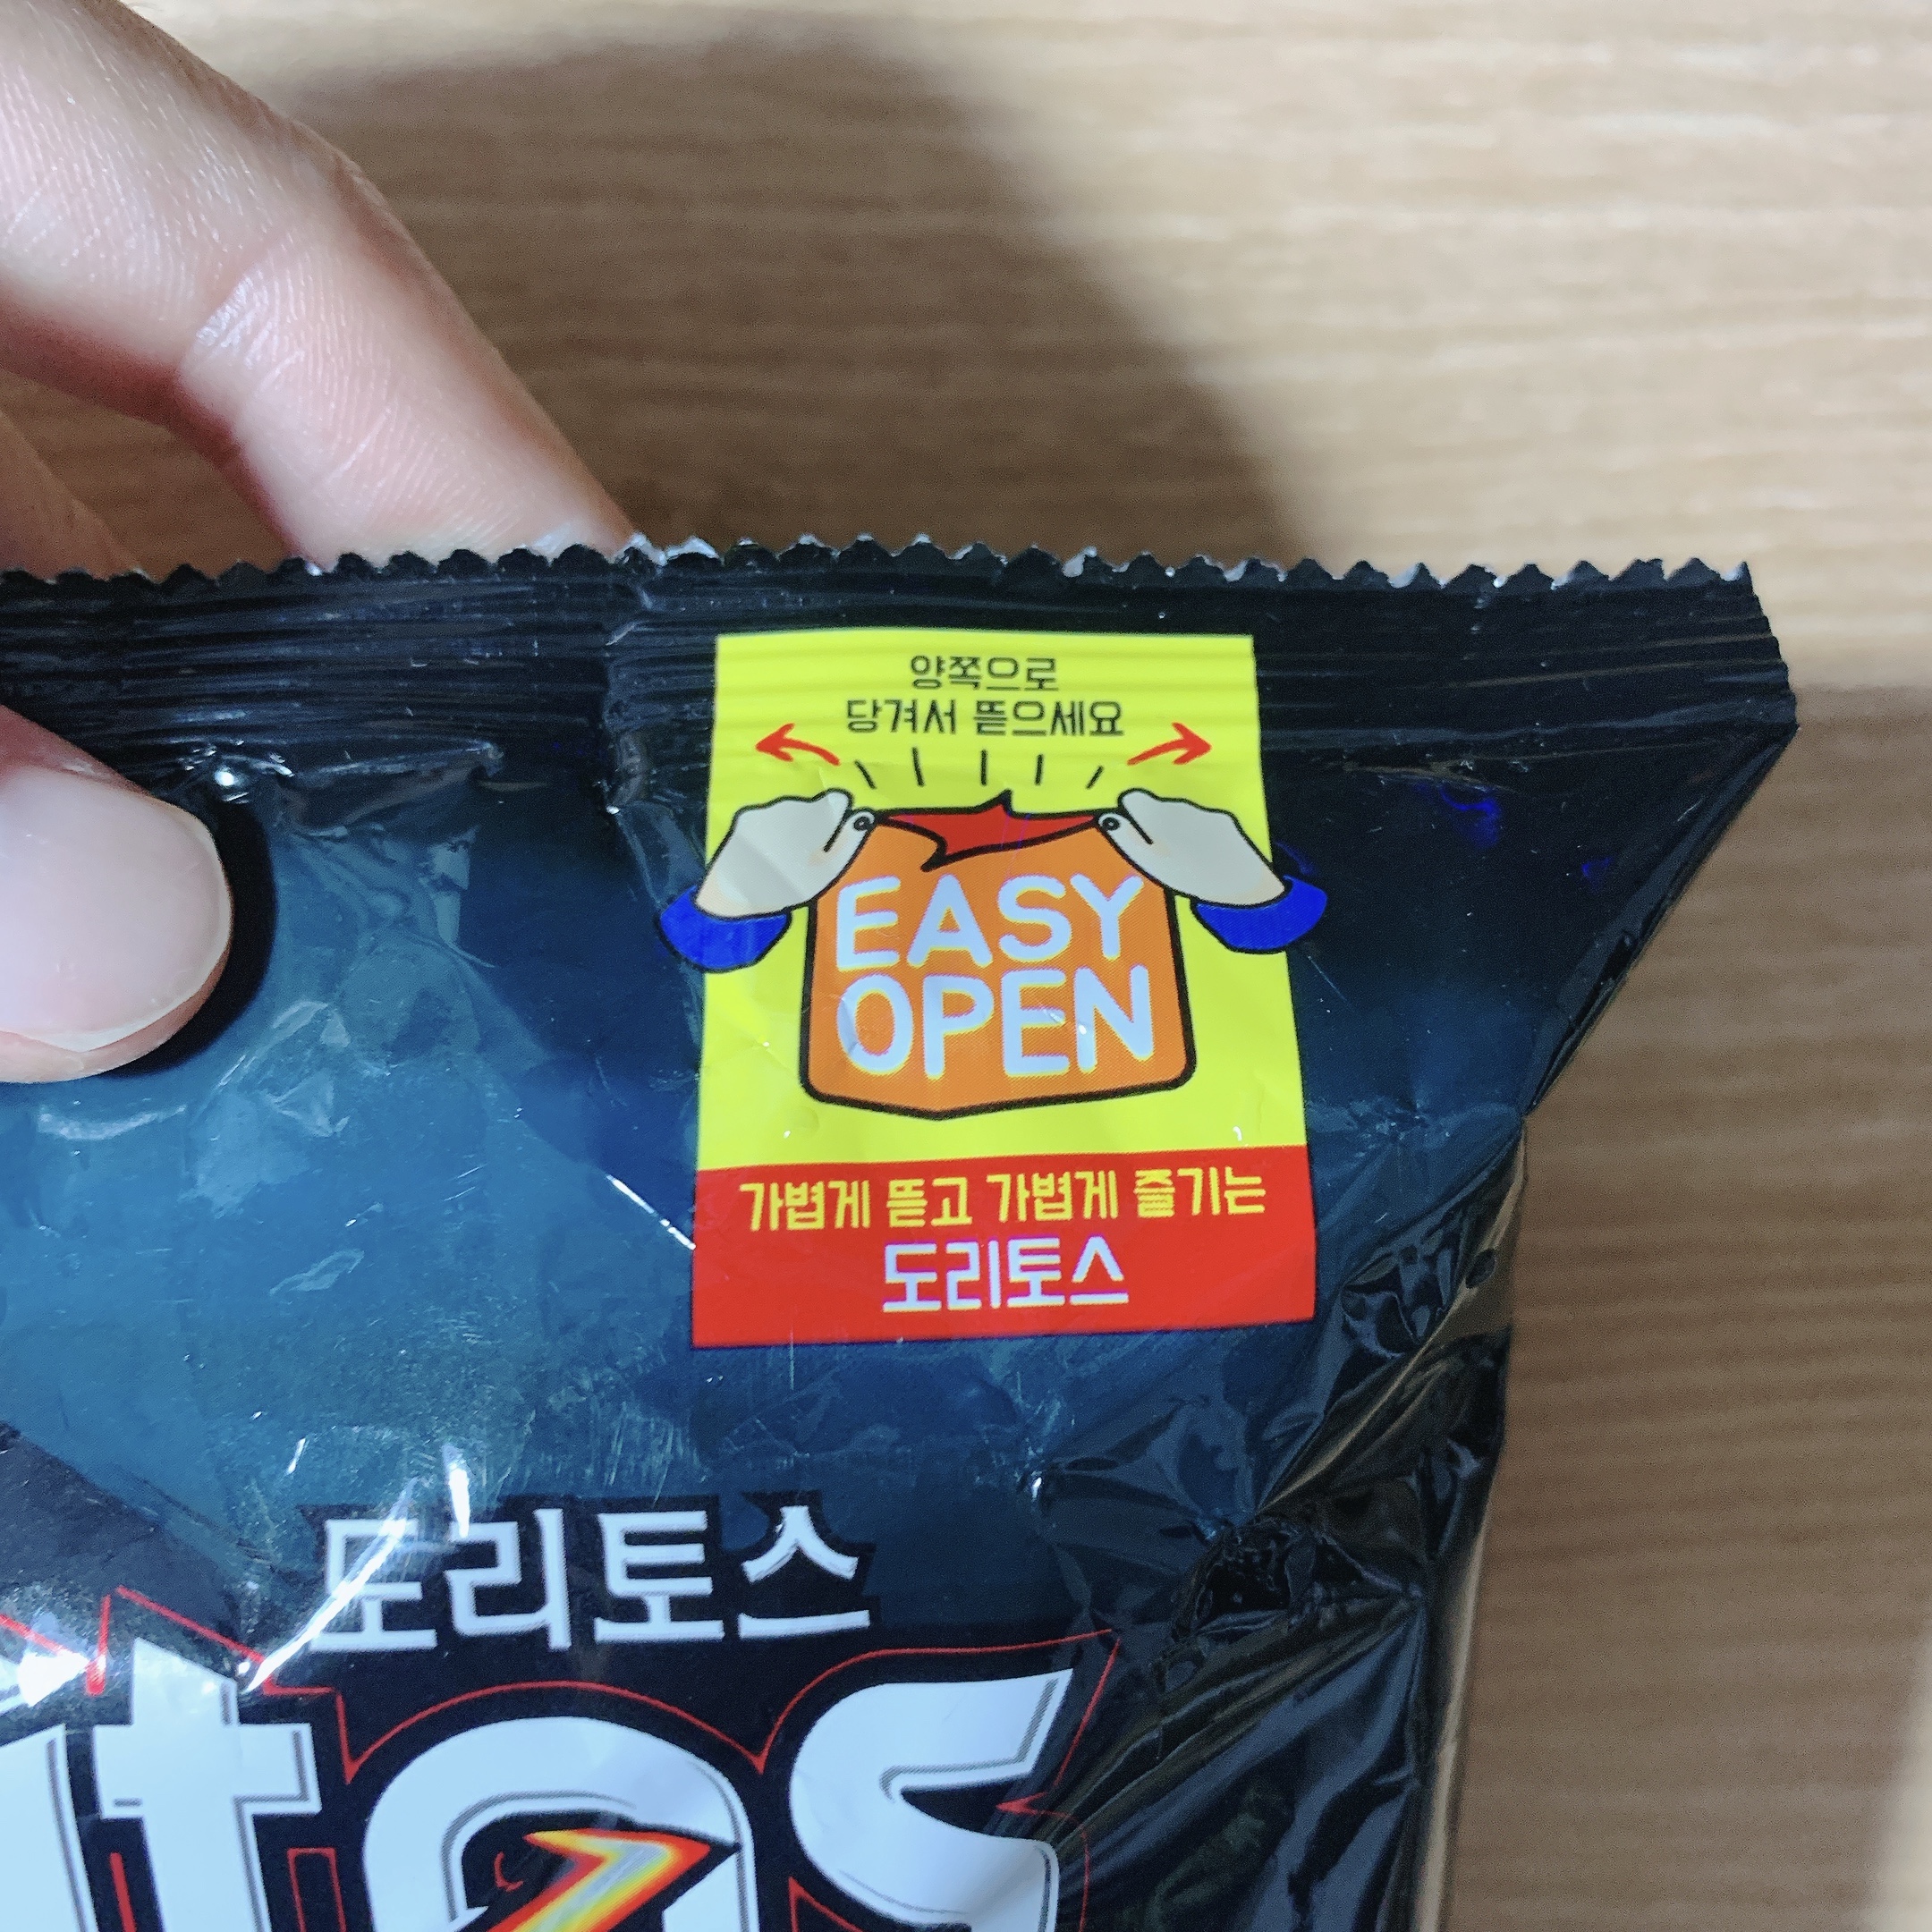 양쪽으로
당겨서 뜯으세요
EASY
OPEN
가볍게 뜯고 가볍게 즐기는
도리토스
도리토스
itos